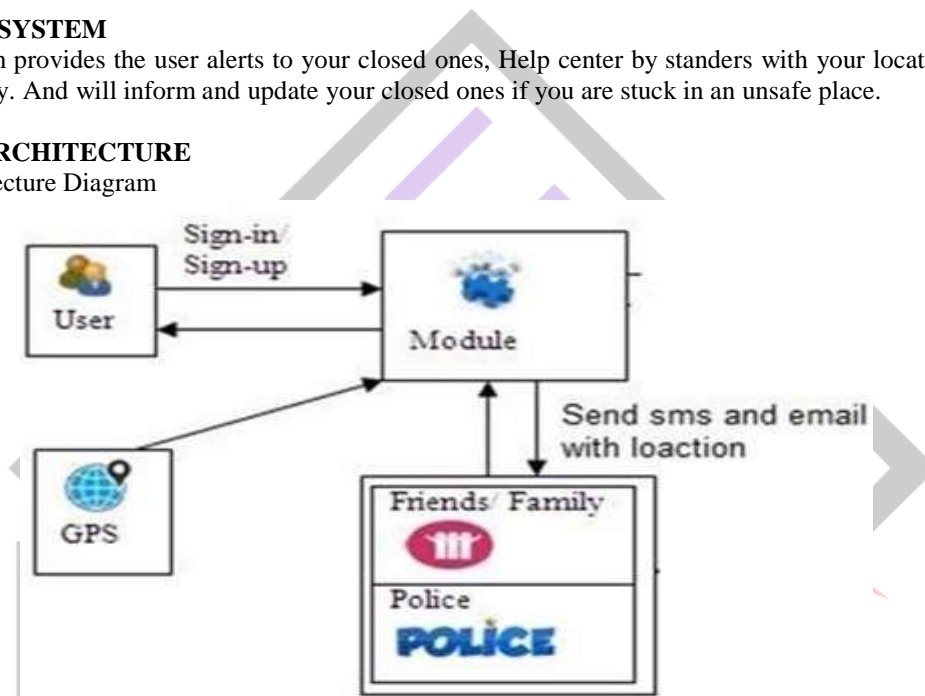 SYSTEM
provides the user alerts to your closed ones, Help center by standers with your locat
y. And will inform and update your closed ones if you are stuck in an unsafe place.
RCHITECTURE
ecture Diagram
Sign-in/
Sign-up
User
Module
Send sms and email
with loaction
GPS
Friends/ Family
Police
POLICE